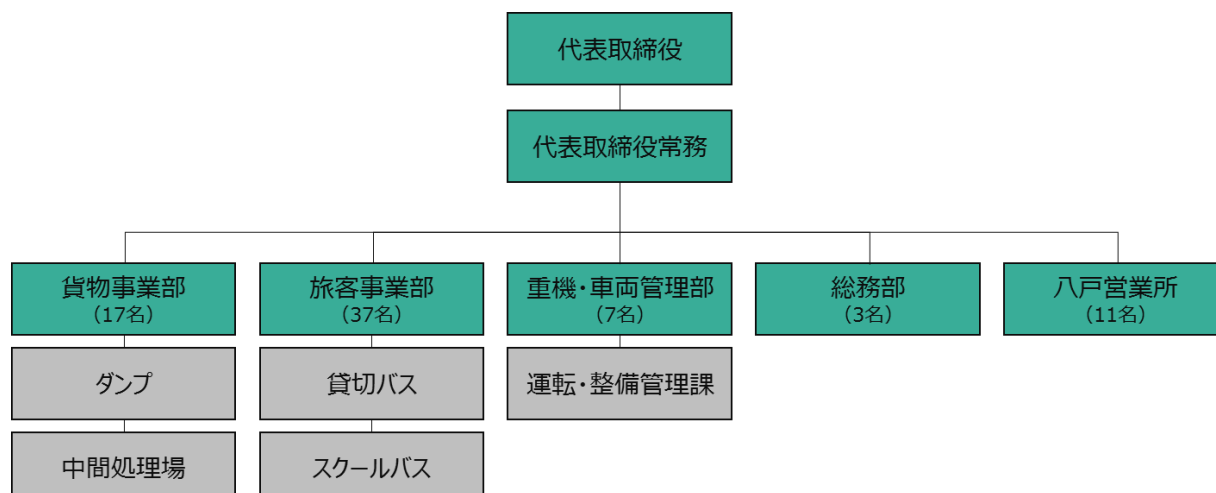 代表取締役
代表取締役常務
貨物事業部
（17名）
旅客事業部
（37名）
重機・車両管理部
（7名）
総務部
（3名）
八戸営業所
（11名）
ダンプ
貸切バス
運転・整備管理課
中間処理場
スクールバス